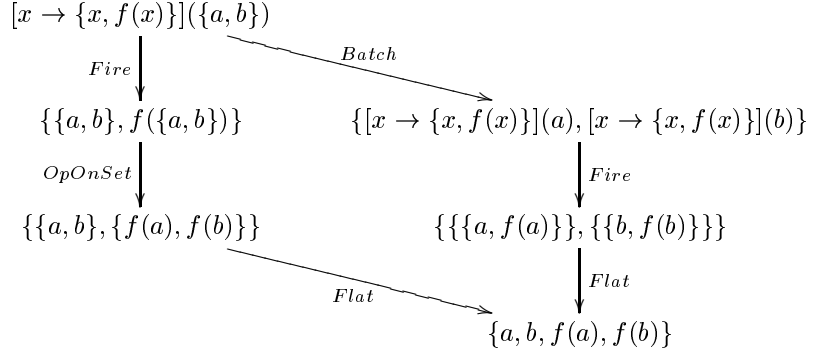 [x → {x, f(x)}]({a, b})
Batch
Fire
{{a, b}, f({a, b})}
{[x → {x, f(x)}](a), [x → {x, f(x)}](b)}
OpOnSet
Fire
{{a, b}, {f(a), f(b)}}
{{{a, f(a)}}, {{b, f(b)}}}
Flat
Flat
{a, b, f(a), f(b)}